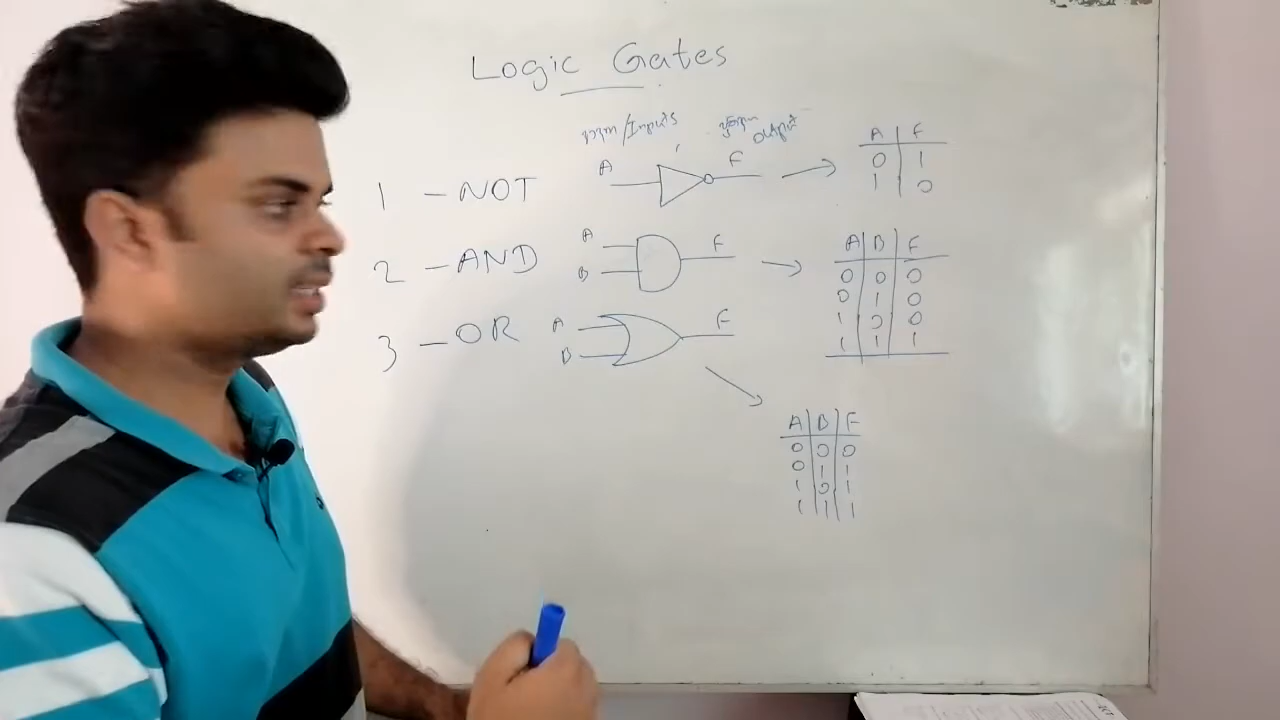 Logic Gates
/Inputs
output
A F
A F
0 1
1 0
1 - NOT
A B F
A F
B
0 0 0
0 1 0
1 0 0
1 1 1
2 - AND
A F
B
3 - OR
A B F
0 0 0
0 1 1
1 0 1
1 1 1